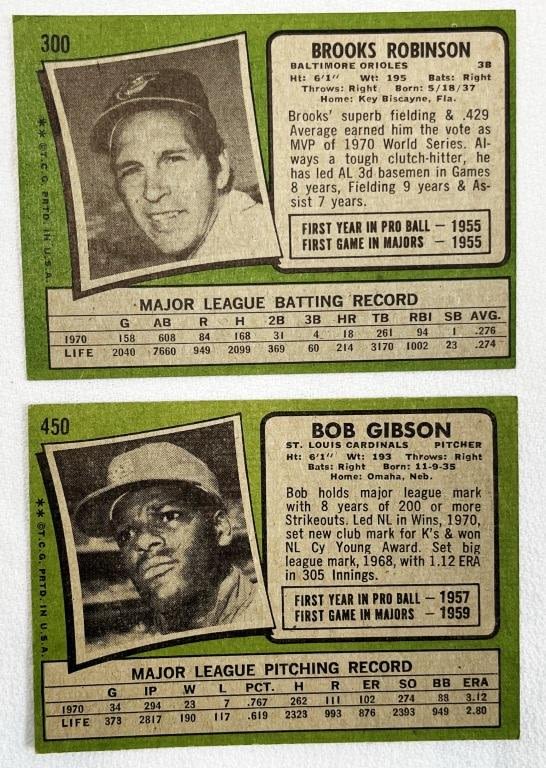 300
BROOKS ROBINSON
BALTIMORE ORIOLES 3B
Ht: 6'1" Wt: 195 Bats: Right
Throws: Right Born: 5/18/37
Home: Key Biscayne, Fla.
Brooks' superb fielding & .429
Average earned him the vote as
MVP of 1970 World Series. Al-
ways a tough clutch-hitter, he
has led AL 3d basemen in Games
8 years, Fielding 9 years & As-
sist 7 years.
FIRST YEAR IN PRO BALL — 1955
FIRST GAME IN MAJORS — 1955
**©T.C.G. PRTD. IN U.S.A.
MAJOR LEAGUE BATTING RECORD
G AB R H 2B 3B HR TB RBI SB AVG.
1970 158 608 84 168 31 4 18 261 94 1 .276
LIFE 2040 7660 949 2099 369 60 214 3170 1002 23 .274
450
BOB GIBSON
ST. LOUIS CARDINALS PITCHER
Ht: 6'1" Wt: 193 Throws: Right
Bats: Right Born: 11-9-35
Home: Omaha, Neb.
Bob holds major league mark
with 8 years of 200 or more
Strikeouts. Led NL in Wins, 1970,
set new club mark for K's & won
NL Cy Young Award. Set big
league mark, 1968, with 1.12 ERA
in 305 Innings.
FIRST YEAR IN PRO BALL — 1957
FIRST GAME IN MAJORS — 1959
**©T.C.G. PRTD. IN U.S.A.
MAJOR LEAGUE PITCHING RECORD
G IP W L PCT. H R ER SO BB ERA
1970 34 294 23 7 .767 262 111 102 274 88 3.12
LIFE 373 2817 190 117 .619 2323 993 876 2393 949 2.80